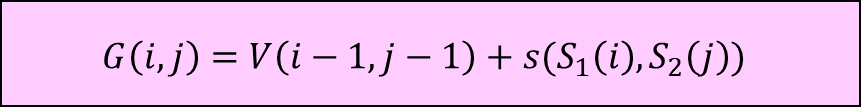 G(i,j) = V(i − 1, j − 1) + s(S₁(i), S₂(j))